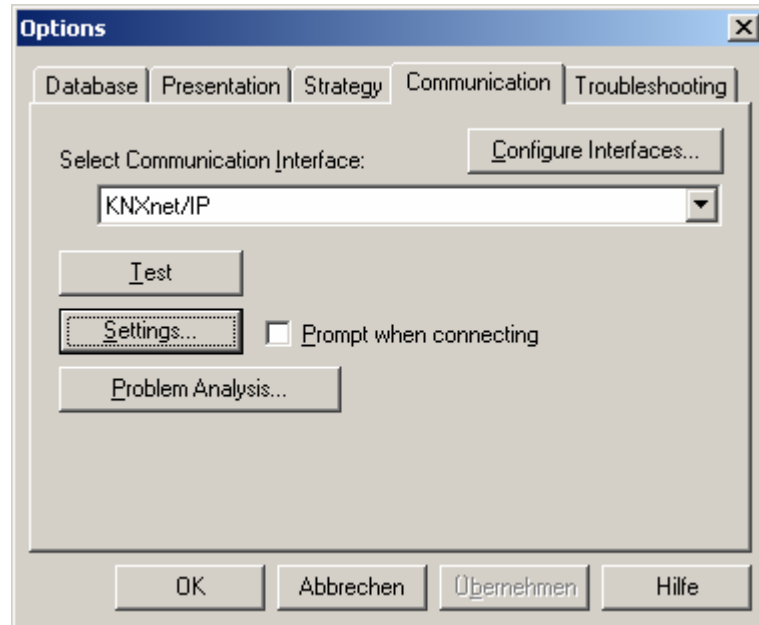 Options
Database Presentation Strategy Communication Troubleshooting
Configure Interfaces...
Select Communication Interface:
KNXnet/IP
Test
Settings... Prompt when connecting
Problem Analysis...
OK Abbrechen Übernehmen Hilfe